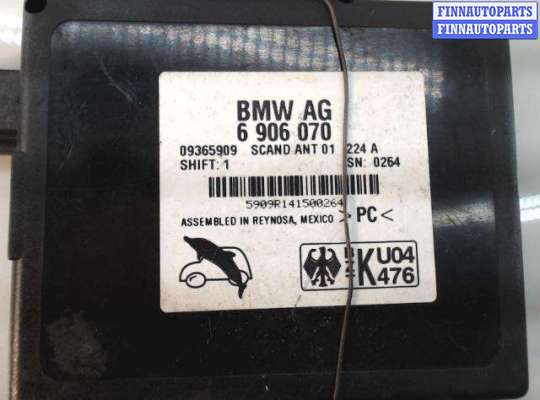 FINNAUTOPARTS
FINNAUTOPARTS
BMW AG
6 906 070
09365909 SCAND ANT 01 224 A
SHIFT: 1 SN: 0264
5909R141500264
ASSEMBLED IN REYNOSA, MEXICO >PC<
K U04
476